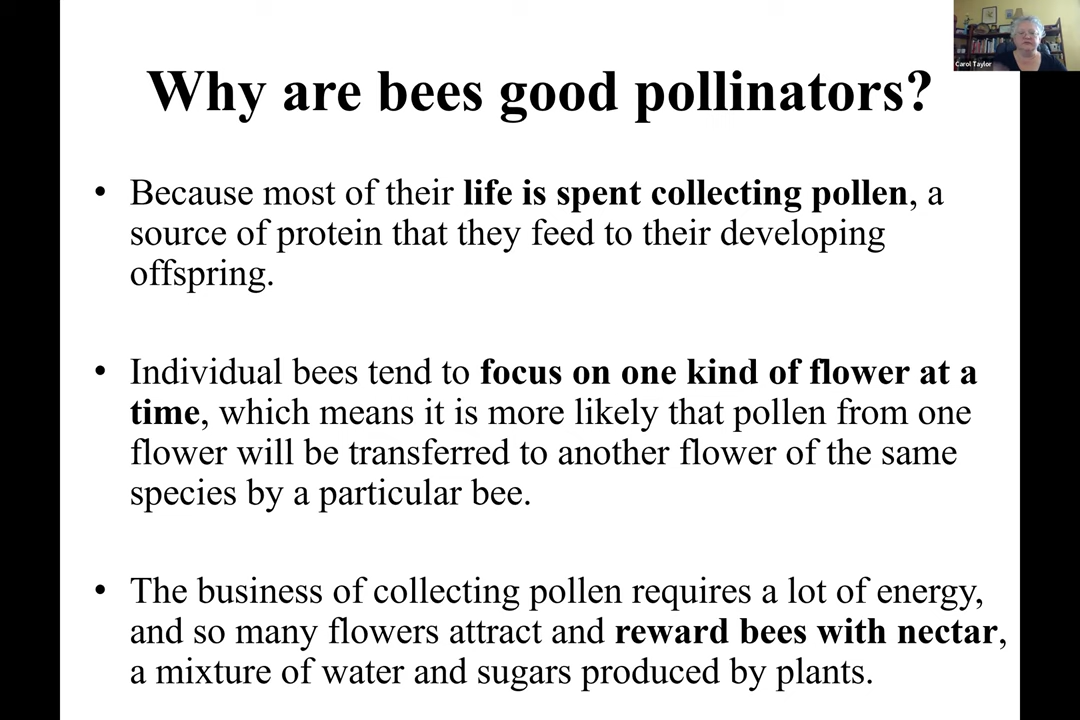 Carol Taylor
Why are bees good pollinators?
• Because most of their life is spent collecting pollen, a
source of protein that they feed to their developing
offspring.
• Individual bees tend to focus on one kind of flower at a
time, which means it is more likely that pollen from one
flower will be transferred to another flower of the same
species by a particular bee.
• The business of collecting pollen requires a lot of energy,
and so many flowers attract and reward bees with nectar,
a mixture of water and sugars produced by plants.